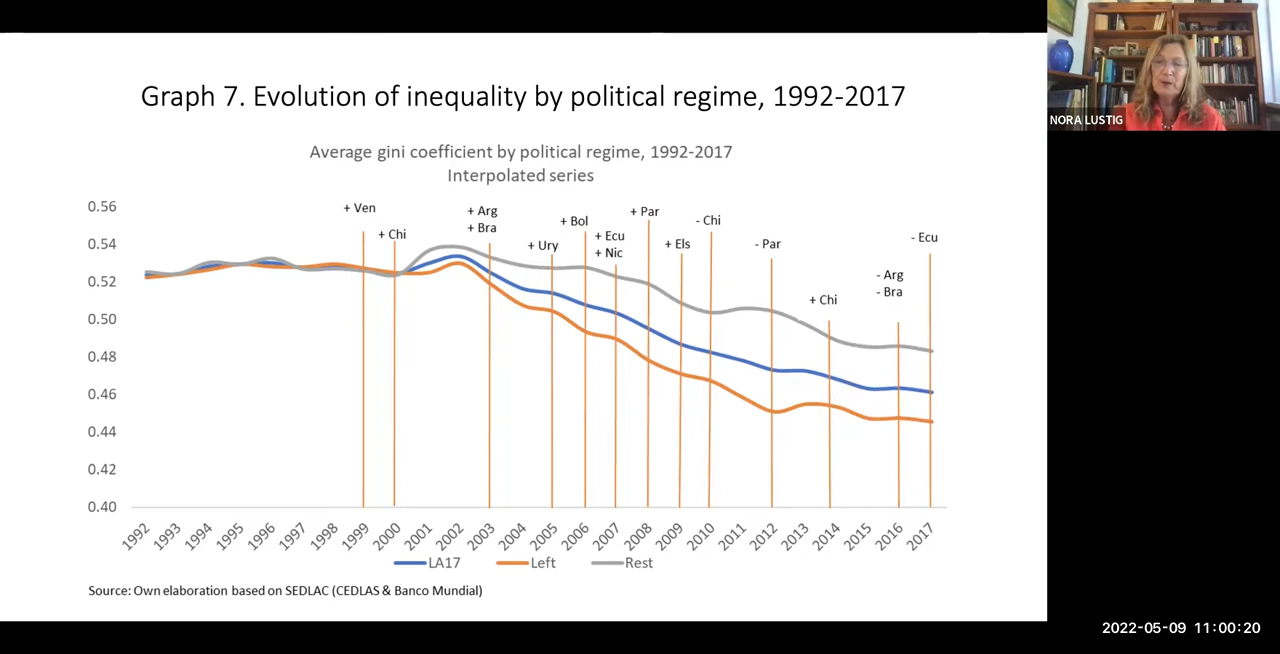 NORA LUSTIG
Graph 7. Evolution of inequality by political regime, 1992-2017
Average gini coefficient by political regime, 1992-2017
Interpolated series
0.56
0.54
0.52
0.50
0.48
0.46
0.44
0.42
0.40
+ Ven
+ Chi
+ Arg
+ Bra
+ Ury
+ Bol
+ Ecu
+ Nic
+ Par
+ Els
- Chi
- Par
+ Chi
- Arg
- Bra
- Ecu
1992
1993
1994
1995
1996
1997
1998
1999
2000
2001
2002
2003
2004
2005
2006
2007
2008
2009
2010
2011
2012
2013
2014
2015
2016
2017
LA17
Left
Rest
Source: Own elaboration based on SEDLAC (CEDLAS & Banco Mundial)
2022-05-09 11:00:20